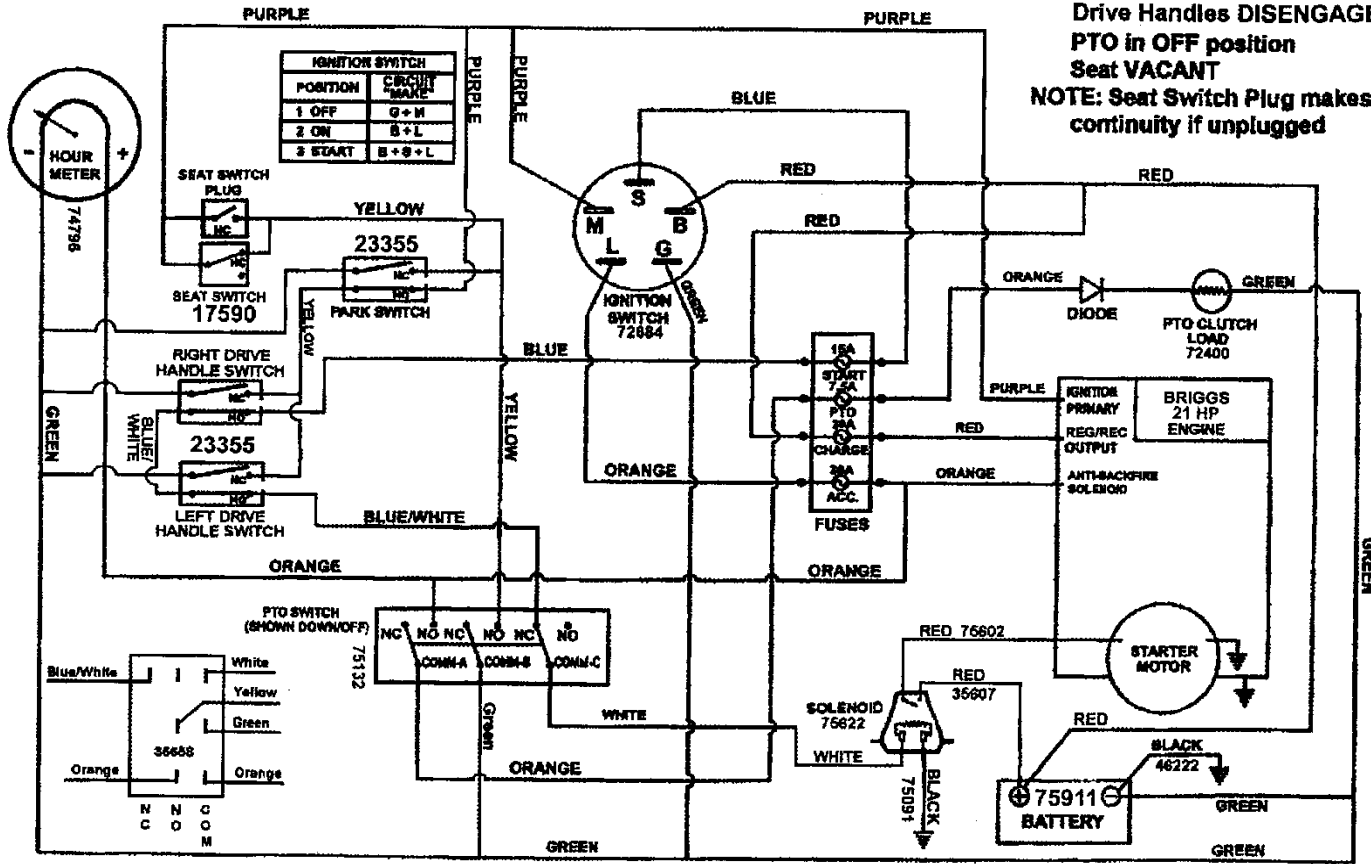 PURPLE
PURPLE
Drive Handles DISENGAGE
PTO in OFF position
Seat VACANT
NOTE: Seat Switch Plug makes
continuity if unplugged
IGNITION SWITCH
POSITION
CIRCUIT
"MAKE"
1 OFF
G + M
2 ON
B + L
3 START
B + S + L
PURPLE
PURPLE
BLUE
HOUR
METER
-
+
74796
SEAT SWITCH
PLUG
NC
NO
SEAT SWITCH
17590
YELLOW
23355
NC
NO
PARK SWITCH
YELLOW
S
M
B
L
G
IGNITION
SWITCH
72884
GREEN
RED
RED
RED
ORANGE
DIODE
PTO CLUTCH
LOAD
72400
GREEN
RIGHT DRIVE
HANDLE SWITCH
NC
NO
BLUE
GREEN
BLUE/
WHITE
23355
NC
NO
LEFT DRIVE
HANDLE SWITCH
YELLOW
BLUE/WHITE
ORANGE
15A
START
7.5A
PTO
20A
CHARGE
20A
ACC.
FUSES
PURPLE
RED
ORANGE
IGNITION
PRIMARY
REG/REC
OUTPUT
ANTI-BACKFIRE
SOLENOID
BRIGGS
21 HP
ENGINE
GREEN
ORANGE
ORANGE
PTO SWITCH
(SHOWN DOWN/OFF)
75132
NC
NO
NC
NO
NC
NO
COMM-A
COMM-B
COMM-C
Green
WHITE
ORANGE
Blue/White
White
Yellow
Green
Orange
Orange
NC
NO
COM
RED 75602
STARTER
MOTOR
SOLENOID
75622
RED
35607
WHITE
75091
BLACK
RED
BLACK
46222
75911
BATTERY
GREEN
GREEN
GREEN